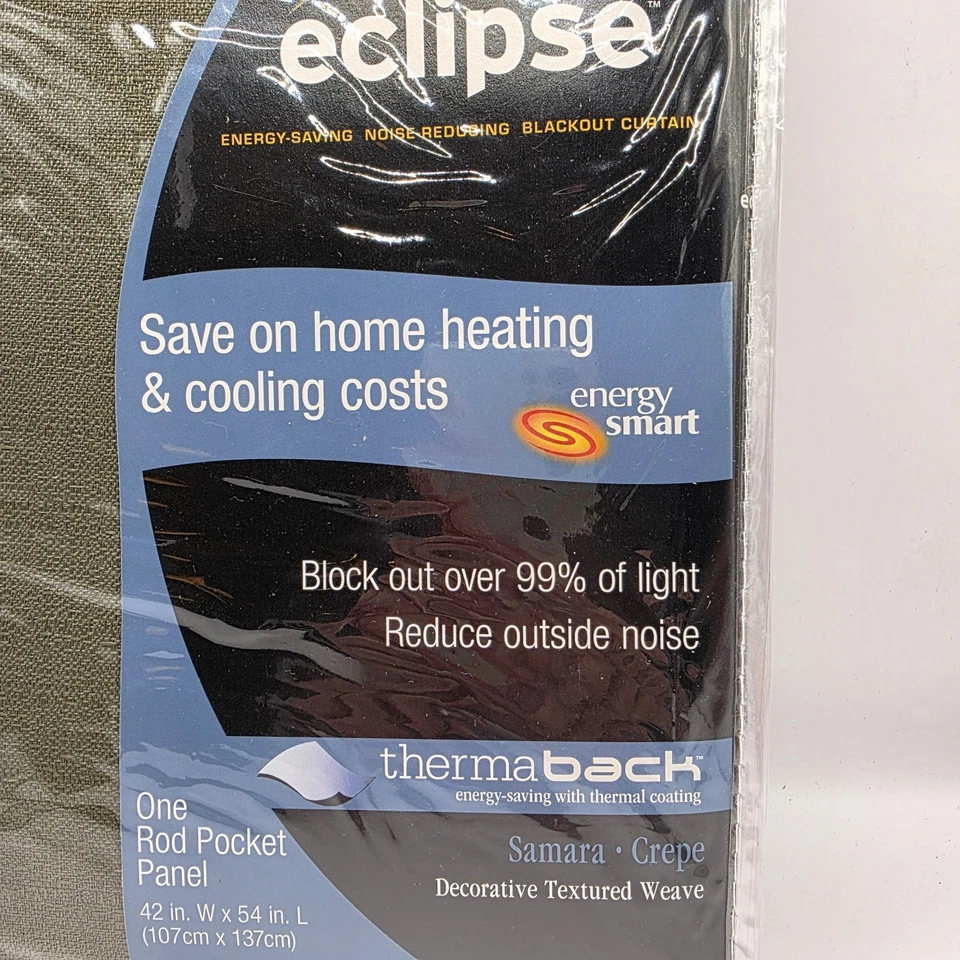 eclipse™
ENERGY-SAVING NOISE REDUCING BLACKOUT CURTAIN
Save on home heating
& cooling costs
energy
smart
Block out over 99% of light
Reduce outside noise
thermaback™
energy-saving with thermal coating
One
Rod Pocket
Panel
42 in. W x 54 in. L
(107cm x 137cm)
Samara • Crepe
Decorative Textured Weave